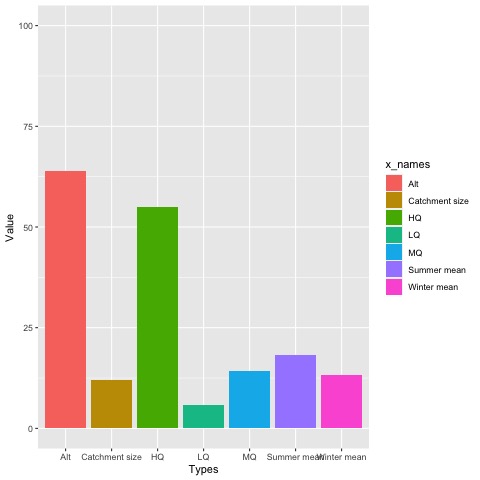 100
75
50
25
0
Value
Alt Catchment size HQ LQ MQ Summer mean Winter mean
Types
x_names
Alt
Catchment size
HQ
LQ
MQ
Summer mean
Winter mean